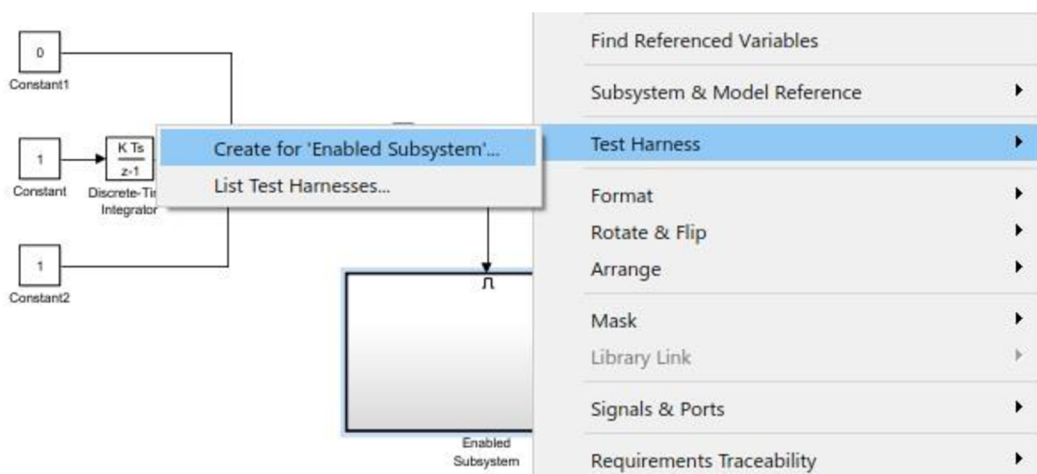 0
Constant1
1
Constant
K Ts
z-1
Discrete-Ti
Integrator
1
Constant2
Enabled
Subsystem
Create for 'Enabled Subsystem'...
List Test Harnesses...
Find Referenced Variables
Subsystem & Model Reference
Test Harness
Format
Rotate & Flip
Arrange
Mask
Library Link
Signals & Ports
Requirements Traceability